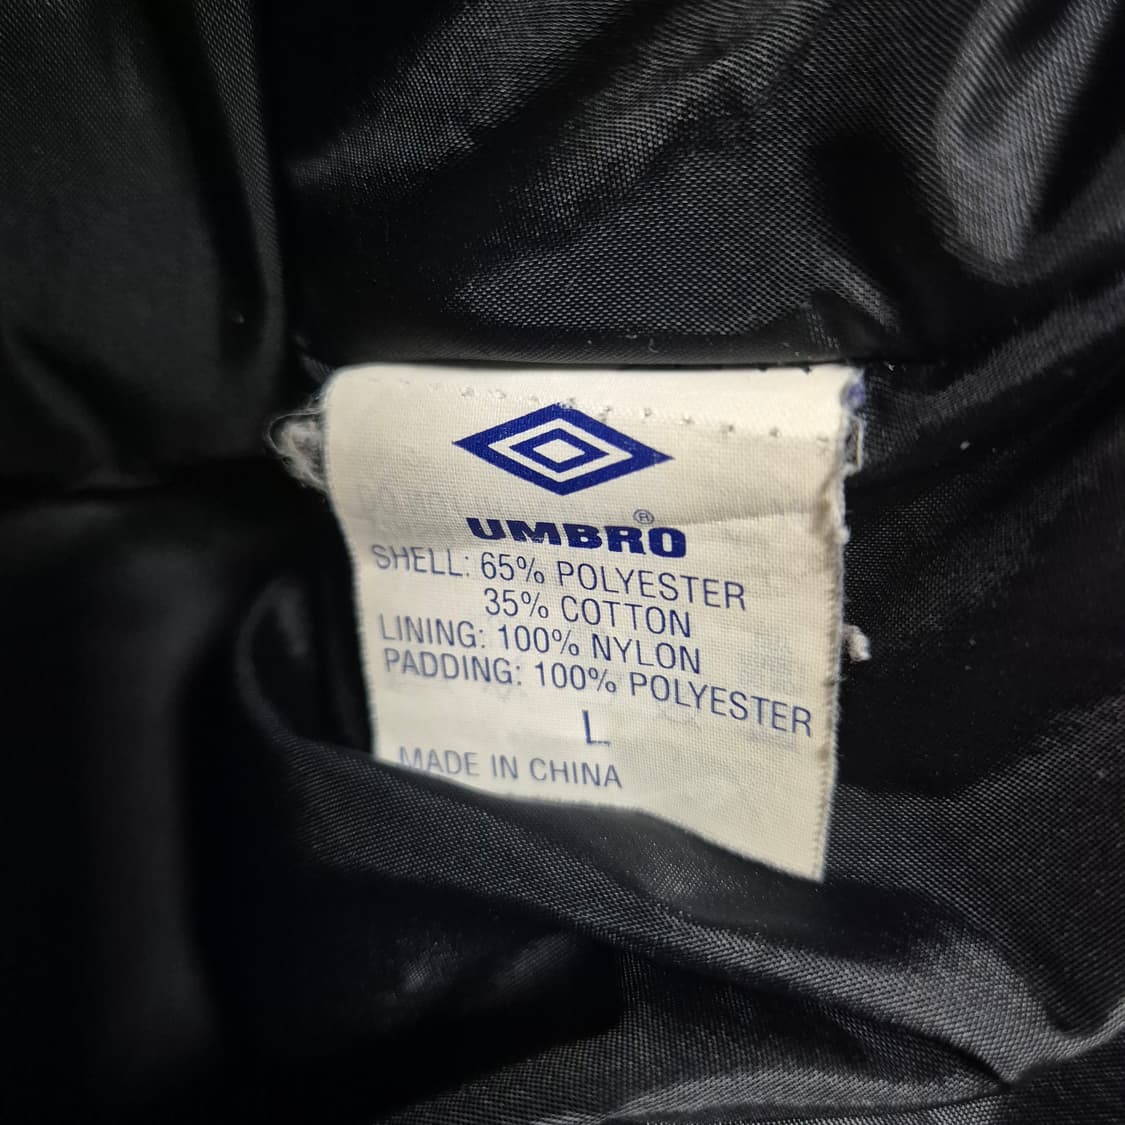 UMBRO®
SHELL: 65% POLYESTER
35% COTTON
LINING: 100% NYLON
PADDING: 100% POLYESTER
L
MADE IN CHINA